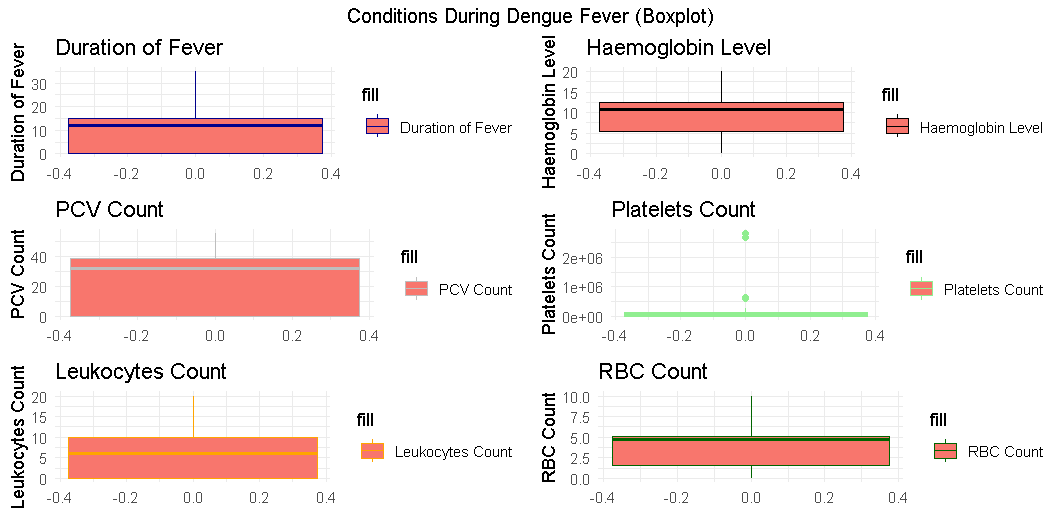 Conditions During Dengue Fever (Boxplot)
Duration of Fever
Duration of Fever
30
20
10
0
-0.4 -0.2 0.0 0.2 0.4
fill
Duration of Fever
Haemoglobin Level
Haemoglobin Level
20
15
10
5
0
-0.4 -0.2 0.0 0.2 0.4
fill
Haemoglobin Level
PCV Count
PCV Count
40
20
0
-0.4 -0.2 0.0 0.2 0.4
fill
PCV Count
Platelets Count
Platelets Count
2e+06
1e+06
0e+00
-0.4 -0.2 0.0 0.2 0.4
fill
Platelets Count
Leukocytes Count
Leukocytes Count
20
15
10
5
0
-0.4 -0.2 0.0 0.2 0.4
fill
Leukocytes Count
RBC Count
RBC Count
10.0
7.5
5.0
2.5
0.0
-0.4 -0.2 0.0 0.2 0.4
fill
RBC Count